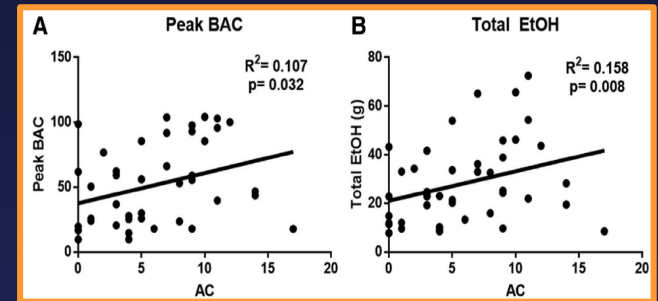 A
Peak BAC
R²= 0.107
p= 0.032
Peak BAC
150
100
50
0
0 5 10 15 20
AC
B
Total EtOH
R²= 0.158
p= 0.008
Total EtOH (g)
80
60
40
20
0
0 5 10 15 20
AC